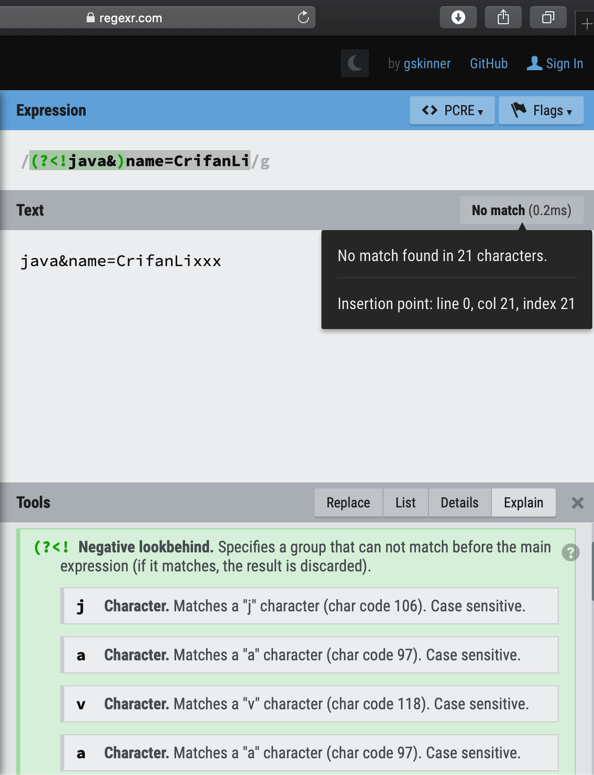 regexr.com
by gskinner GitHub Sign In
Expression <> PCRE ▾ Flags ▾
/(?<!java&)name=CrifanLi/g
Text No match (0.2ms)
java&name=CrifanLixxx
No match found in 21 characters.
Insertion point: line 0, col 21, index 21
Tools Replace List Details Explain ×
(?<! Negative lookbehind. Specifies a group that can not match before the main ?
expression (if it matches, the result is discarded).
j Character. Matches a "j" character (char code 106). Case sensitive.
a Character. Matches a "a" character (char code 97). Case sensitive.
v Character. Matches a "v" character (char code 118). Case sensitive.
a Character. Matches a "a" character (char code 97). Case sensitive.